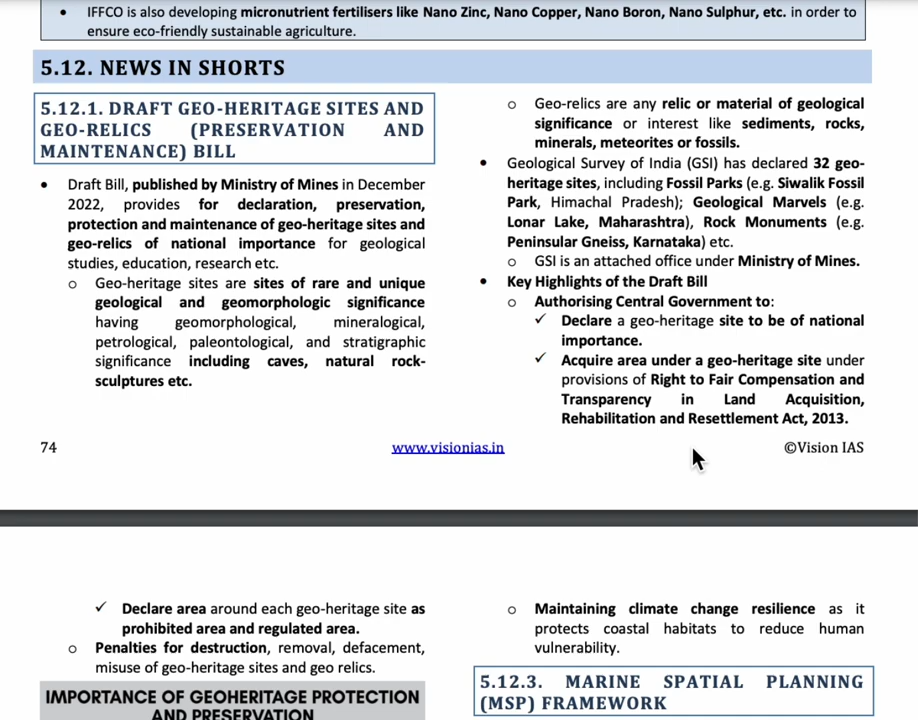 • IFFCO is also developing micronutrient fertilisers like Nano Zinc, Nano Copper, Nano Boron, Nano Sulphur, etc. in order to
ensure eco-friendly sustainable agriculture.
5.12. NEWS IN SHORTS
5.12.1. DRAFT GEO-HERITAGE SITES AND
GEO-RELICS (PRESERVATION AND
MAINTENANCE) BILL
• Draft Bill, published by Ministry of Mines in December
2022, provides for declaration, preservation,
protection and maintenance of geo-heritage sites and
geo-relics of national importance for geological
studies, education, research etc.
o Geo-heritage sites are sites of rare and unique
geological and geomorphologic significance
having geomorphological, mineralogical,
petrological, paleontological, and stratigraphic
significance including caves, natural rock-
sculptures etc.
o Geo-relics are any relic or material of geological
significance or interest like sediments, rocks,
minerals, meteorites or fossils.
• Geological Survey of India (GSI) has declared 32 geo-
heritage sites, including Fossil Parks (e.g. Siwalik Fossil
Park, Himachal Pradesh); Geological Marvels (e.g.
Lonar Lake, Maharashtra), Rock Monuments (e.g.
Peninsular Gneiss, Karnataka) etc.
o GSI is an attached office under Ministry of Mines.
• Key Highlights of the Draft Bill
o Authorising Central Government to:
✓ Declare a geo-heritage site to be of national
importance.
✓ Acquire area under a geo-heritage site under
provisions of Right to Fair Compensation and
Transparency in Land Acquisition,
Rehabilitation and Resettlement Act, 2013.
74 www.visionias.in ©Vision IAS
✓ Declare area around each geo-heritage site as
prohibited area and regulated area.
o Penalties for destruction, removal, defacement,
misuse of geo-heritage sites and geo relics.
IMPORTANCE OF GEOHERITAGE PROTECTION
AND PRESERVATION
o Maintaining climate change resilience as it
protects coastal habitats to reduce human
vulnerability.
5.12.3. MARINE SPATIAL PLANNING
(MSP) FRAMEWORK